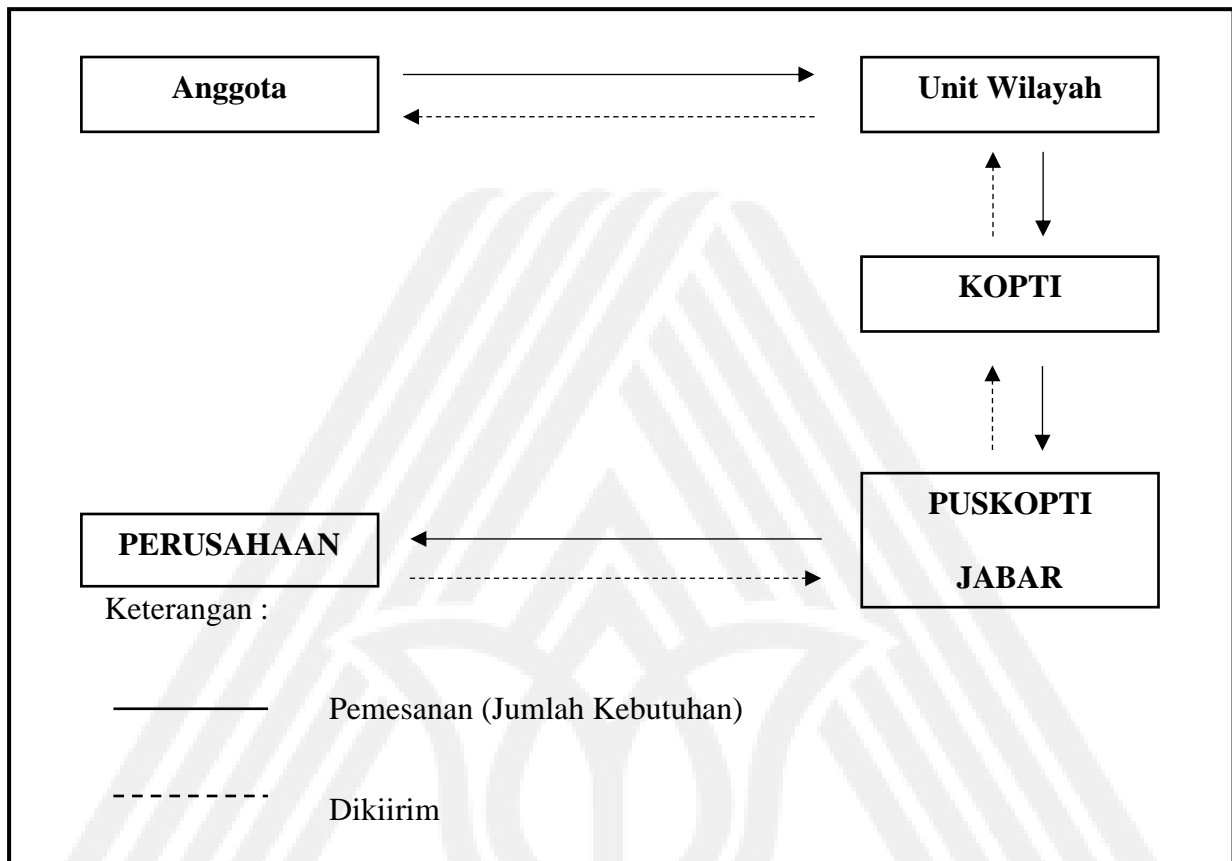 Anggota
Unit Wilayah
KOPTI
PUSKOPTI
JABAR
PERUSAHAAN
Keterangan :
Pemesanan (Jumlah Kebutuhan)
Dikiirim